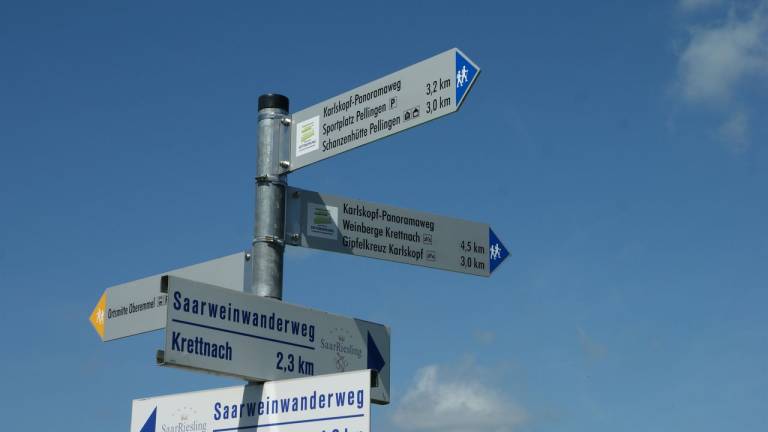 Karlskopf-Panoramaweg
Sportplatz Pellingen P 3,2 km
Schanzenhütte Pellingen 3,0 km
Karlskopf-Panoramaweg
Weinberge Krettnach 4,5 km
Gipfelkreuz Karlskopf 3,0 km
Ortsmitte Oberemmel
Saarweinwanderweg
SaarRiesling
Krettnach 2,3 km
Saarweinwanderweg
SaarRiesling